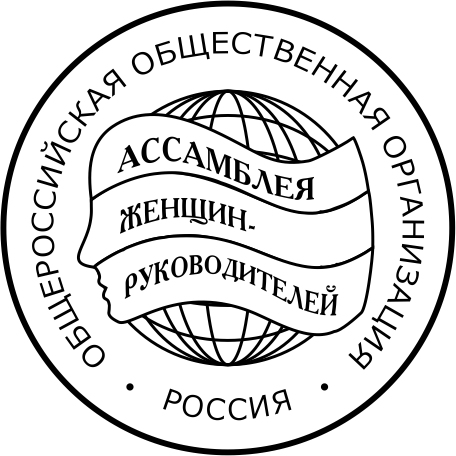 ОБЩЕРОССИЙСКАЯ ОБЩЕСТВЕННАЯ ОРГАНИЗАЦИЯ
АССАМБЛЕЯ
ЖЕНЩИН-
РУКОВОДИТЕЛЕЙ
• РОССИЯ •